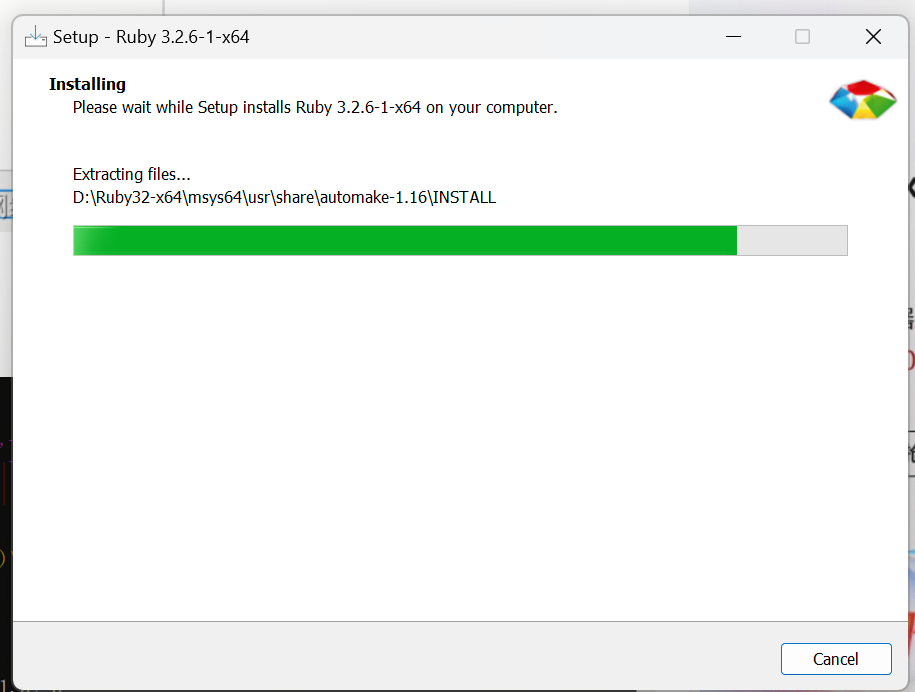 Setup - Ruby 3.2.6-1-x64
Installing
Please wait while Setup installs Ruby 3.2.6-1-x64 on your computer.
Extracting files...
D:\Ruby32-x64\msys64\usr\share\automake-1.16\INSTALL
Cancel